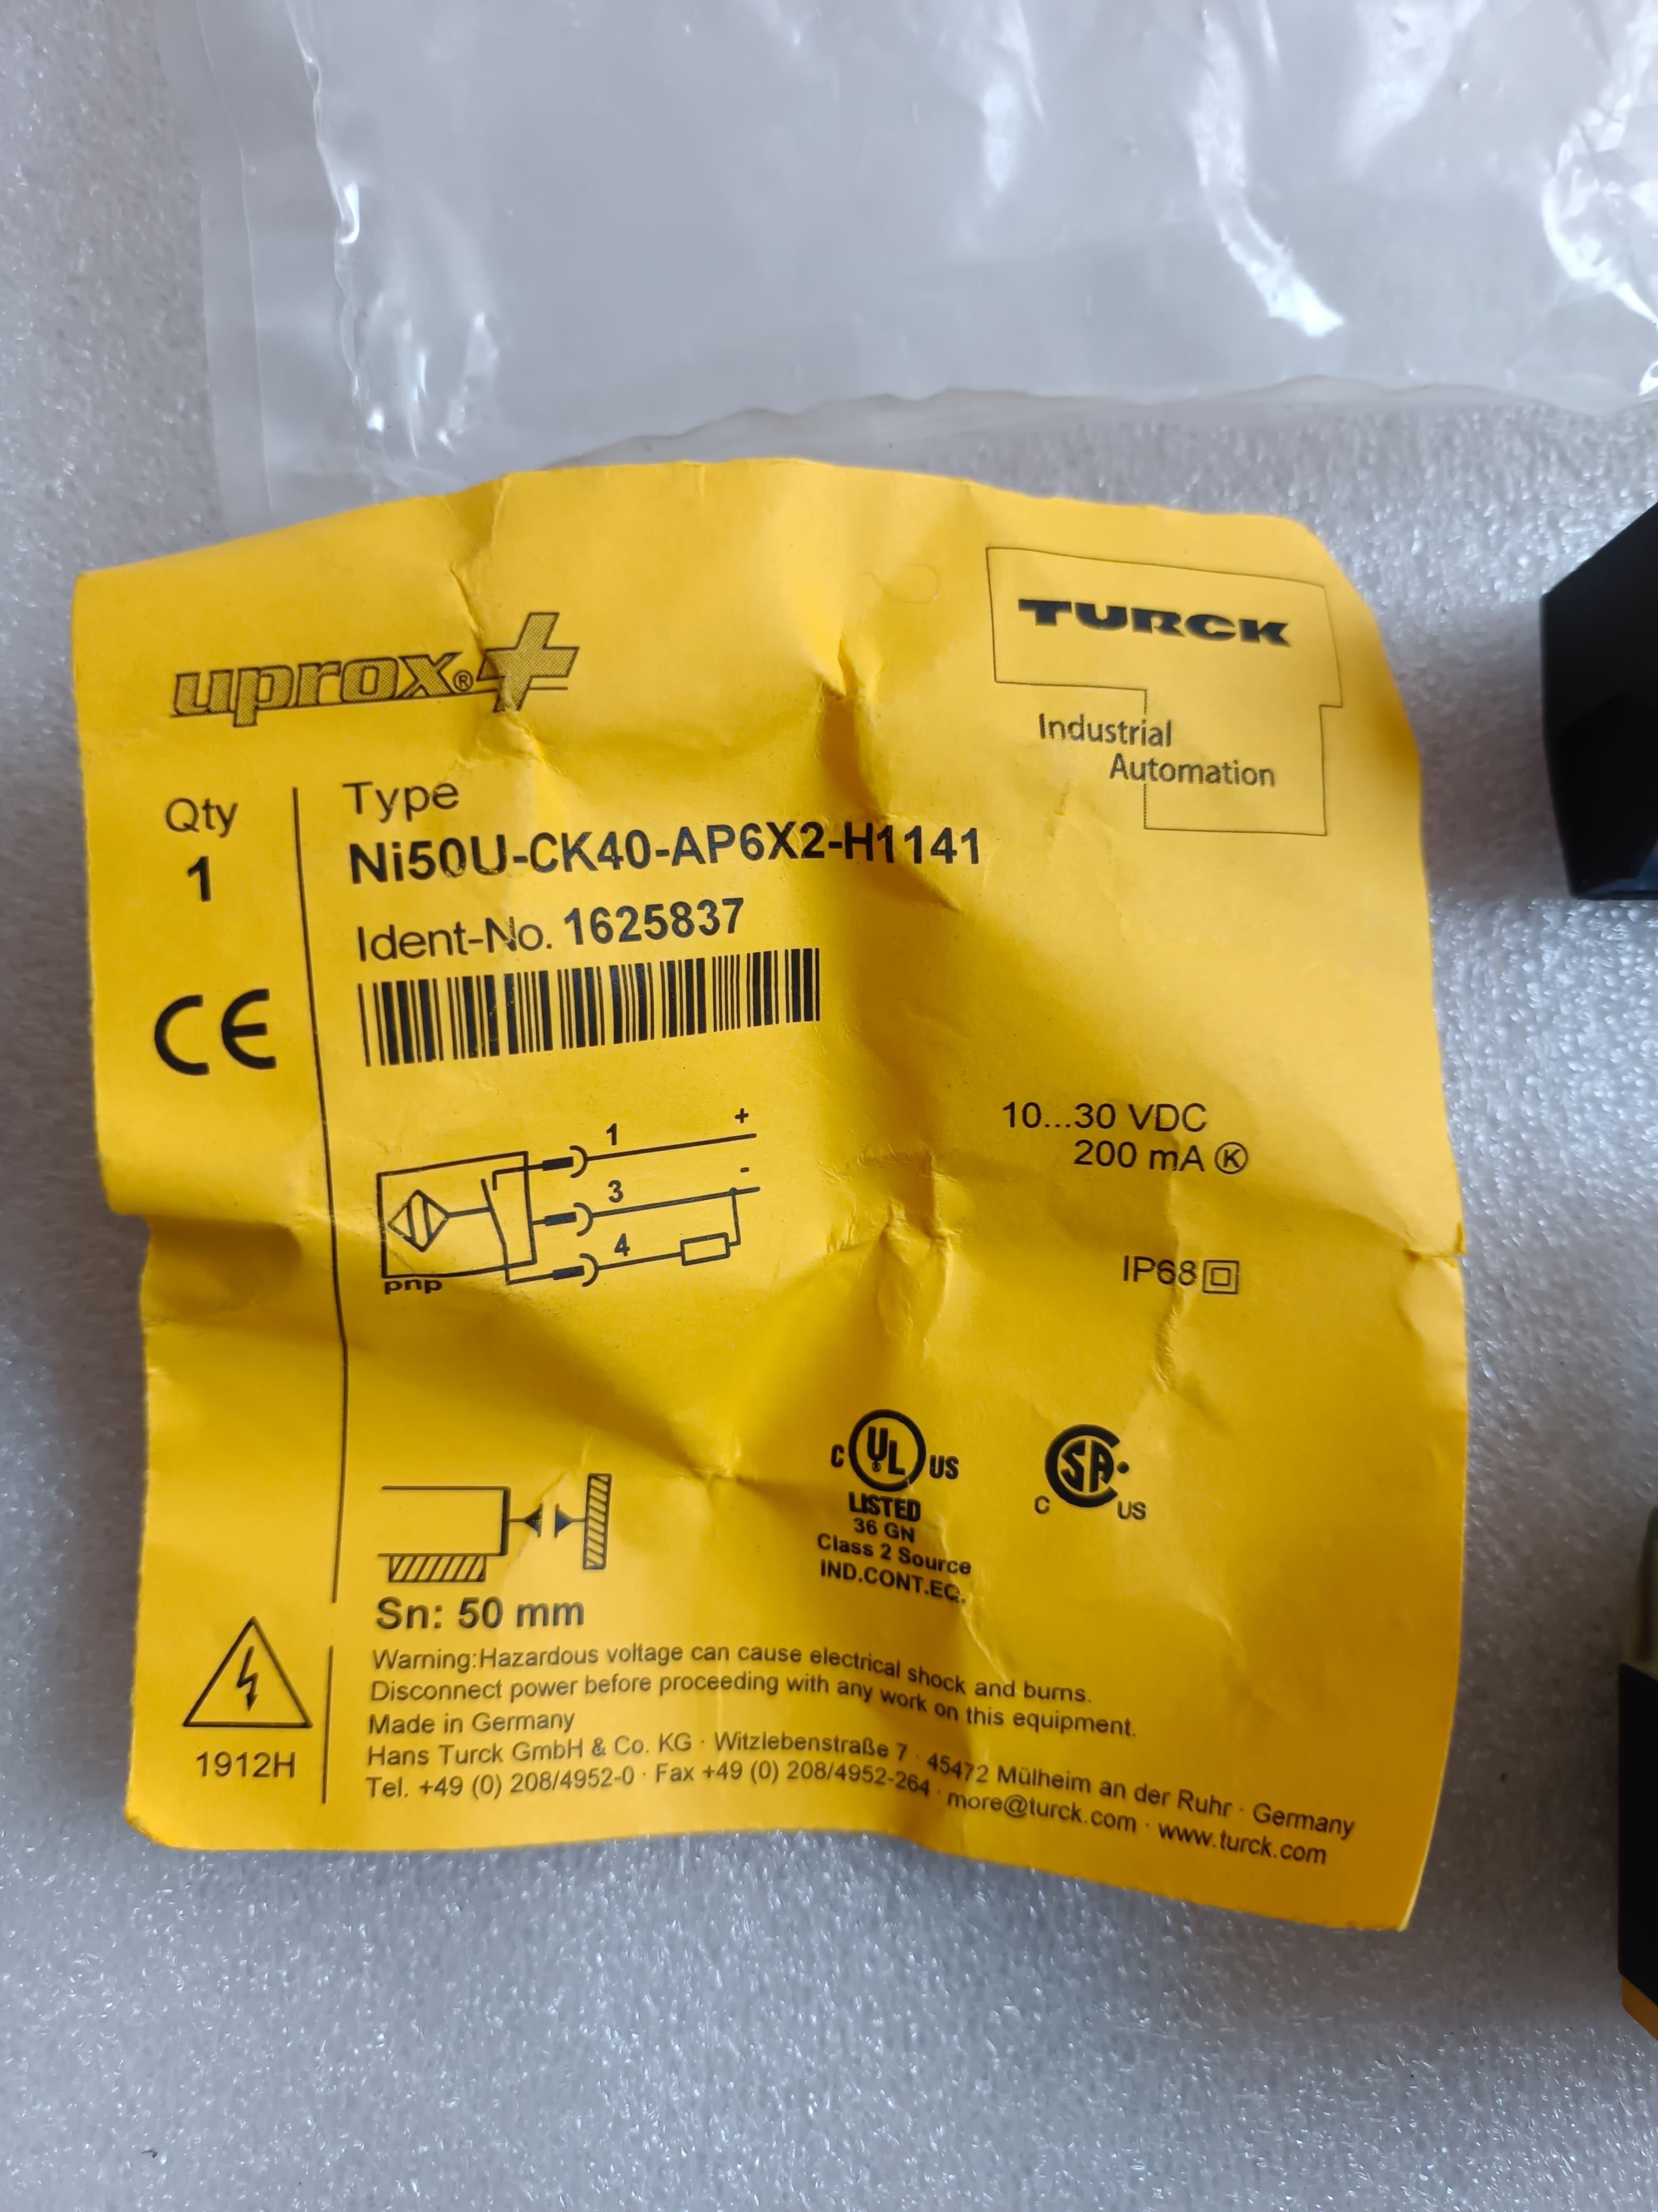 uprox®+
TURCK
Industrial
Automation
Qty
1
Type
Ni50U-CK40-AP6X2-H1141
Ident-No. 1625837
CE
1
+
3
-
4
pnp
10...30 VDC
200 mA Ⓚ
IP68
C UL ® US
LISTED
36 GN
Class 2 Source
IND.CONT.EQ.
C SA US
Sn: 50 mm
1912H
Warning:Hazardous voltage can cause electrical shock and burns.
Disconnect power before proceeding with any work on this equipment.
Made in Germany
Hans Turck GmbH & Co. KG · Witzlebenstraße 7 · 45472 Mülheim an der Ruhr · Germany
Tel. +49 (0) 208/4952-0 · Fax +49 (0) 208/4952-264 · more@turck.com · www.turck.com